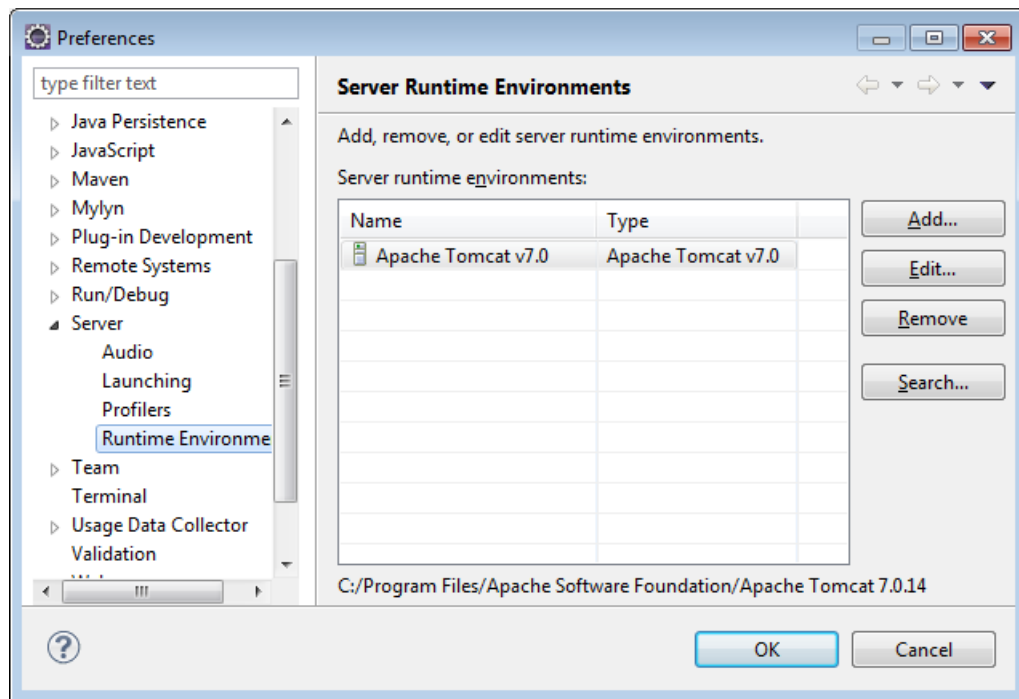 Preferences
type filter text
Java Persistence
JavaScript
Maven
Mylyn
Plug-in Development
Remote Systems
Run/Debug
Server
Audio
Launching
Profilers
Runtime Environme
Team
Terminal
Usage Data Collector
Validation
Server Runtime Environments
Add, remove, or edit server runtime environments.
Server runtime environments:
Name Type
Apache Tomcat v7.0 Apache Tomcat v7.0
Add...
Edit...
Remove
Search...
C:/Program Files/Apache Software Foundation/Apache Tomcat 7.0.14
?
OK Cancel